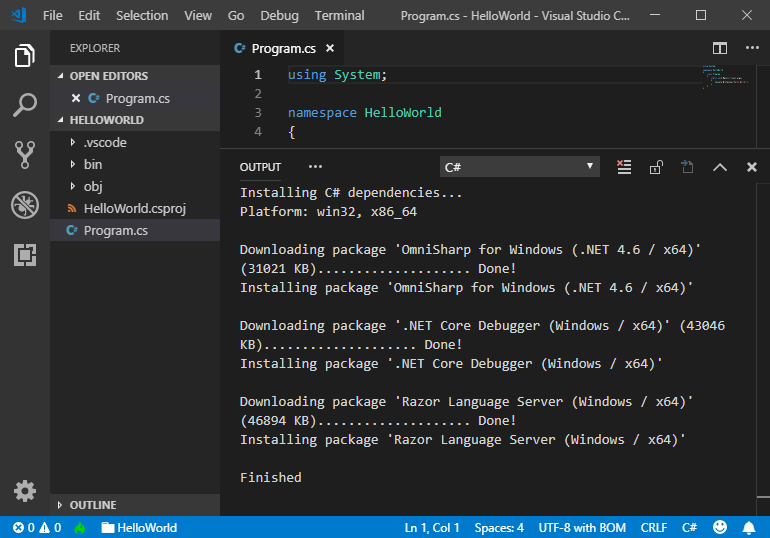 File Edit Selection View Go Debug Terminal Program.cs - HelloWorld - Visual Studio C...
EXPLORER
OPEN EDITORS
C# Program.cs
HELLOWORLD
.vscode
bin
obj
HelloWorld.csproj
C# Program.cs
OUTLINE
C# Program.cs
1 using System;
2
3 namespace HelloWorld
4 {
OUTPUT ... C#
Installing C# dependencies...
Platform: win32, x86_64
Downloading package 'OmniSharp for Windows (.NET 4.6 / x64)'
(31021 KB).................... Done!
Installing package 'OmniSharp for Windows (.NET 4.6 / x64)'
Downloading package '.NET Core Debugger (Windows / x64)' (43046
KB).................... Done!
Installing package '.NET Core Debugger (Windows / x64)'
Downloading package 'Razor Language Server (Windows / x64)'
(46894 KB).................... Done!
Installing package 'Razor Language Server (Windows / x64)'
Finished
0 0 HelloWorld Ln 1, Col 1 Spaces: 4 UTF-8 with BOM CRLF C#